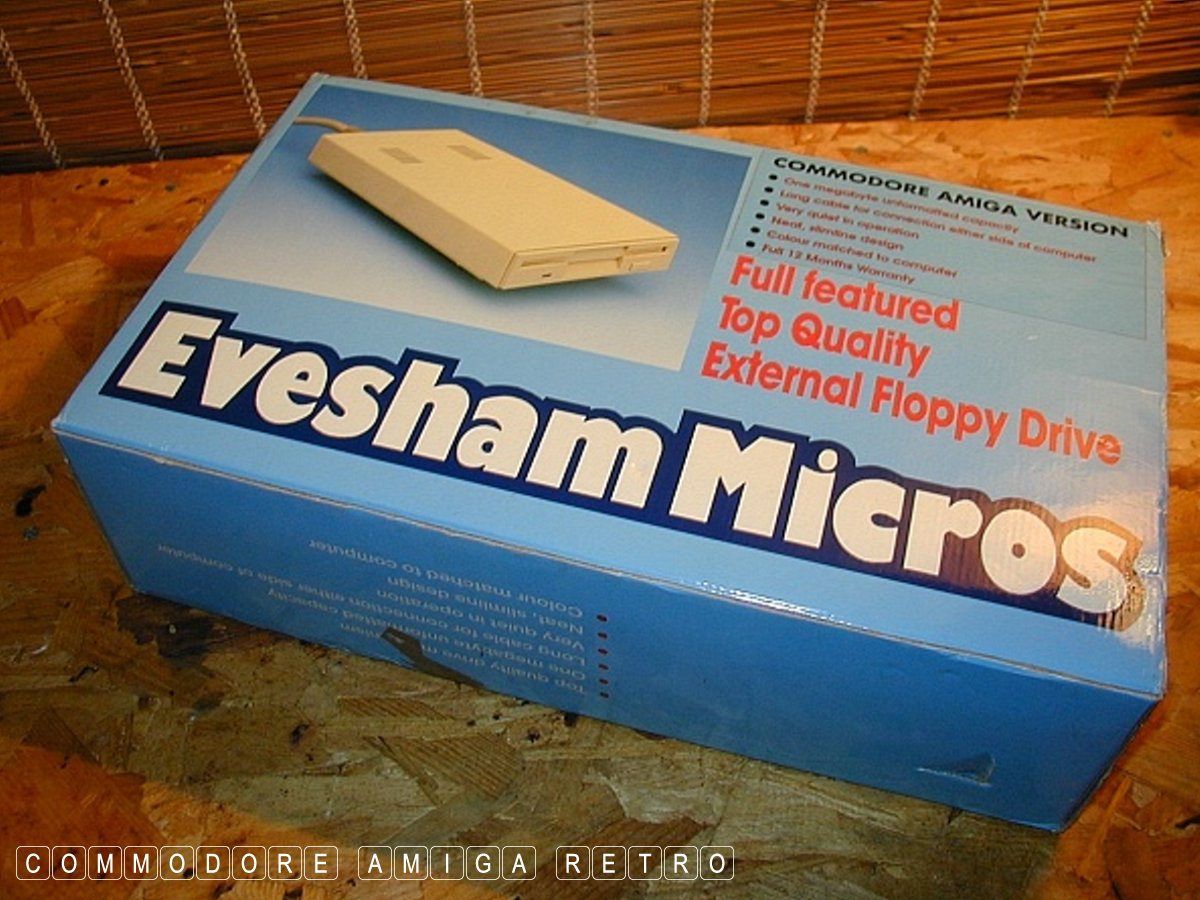 COMMODORE AMIGA VERSION
• One megabyte unformatted capacity
• Long cable for connection either side of computer
• Very quiet in operation
• Neat, slimline design
• Colour matched to computer
• Full 12 Months Warranty
Full featured
Top Quality
External Floppy Drive
Evesham Micros
• Top quality drive
• One megabyte capacity
• Long cable for connection either side of computer
• Very quiet in operation
• Neat, slimline design
• Colour matched to computer
COMMODORE AMIGA RETRO